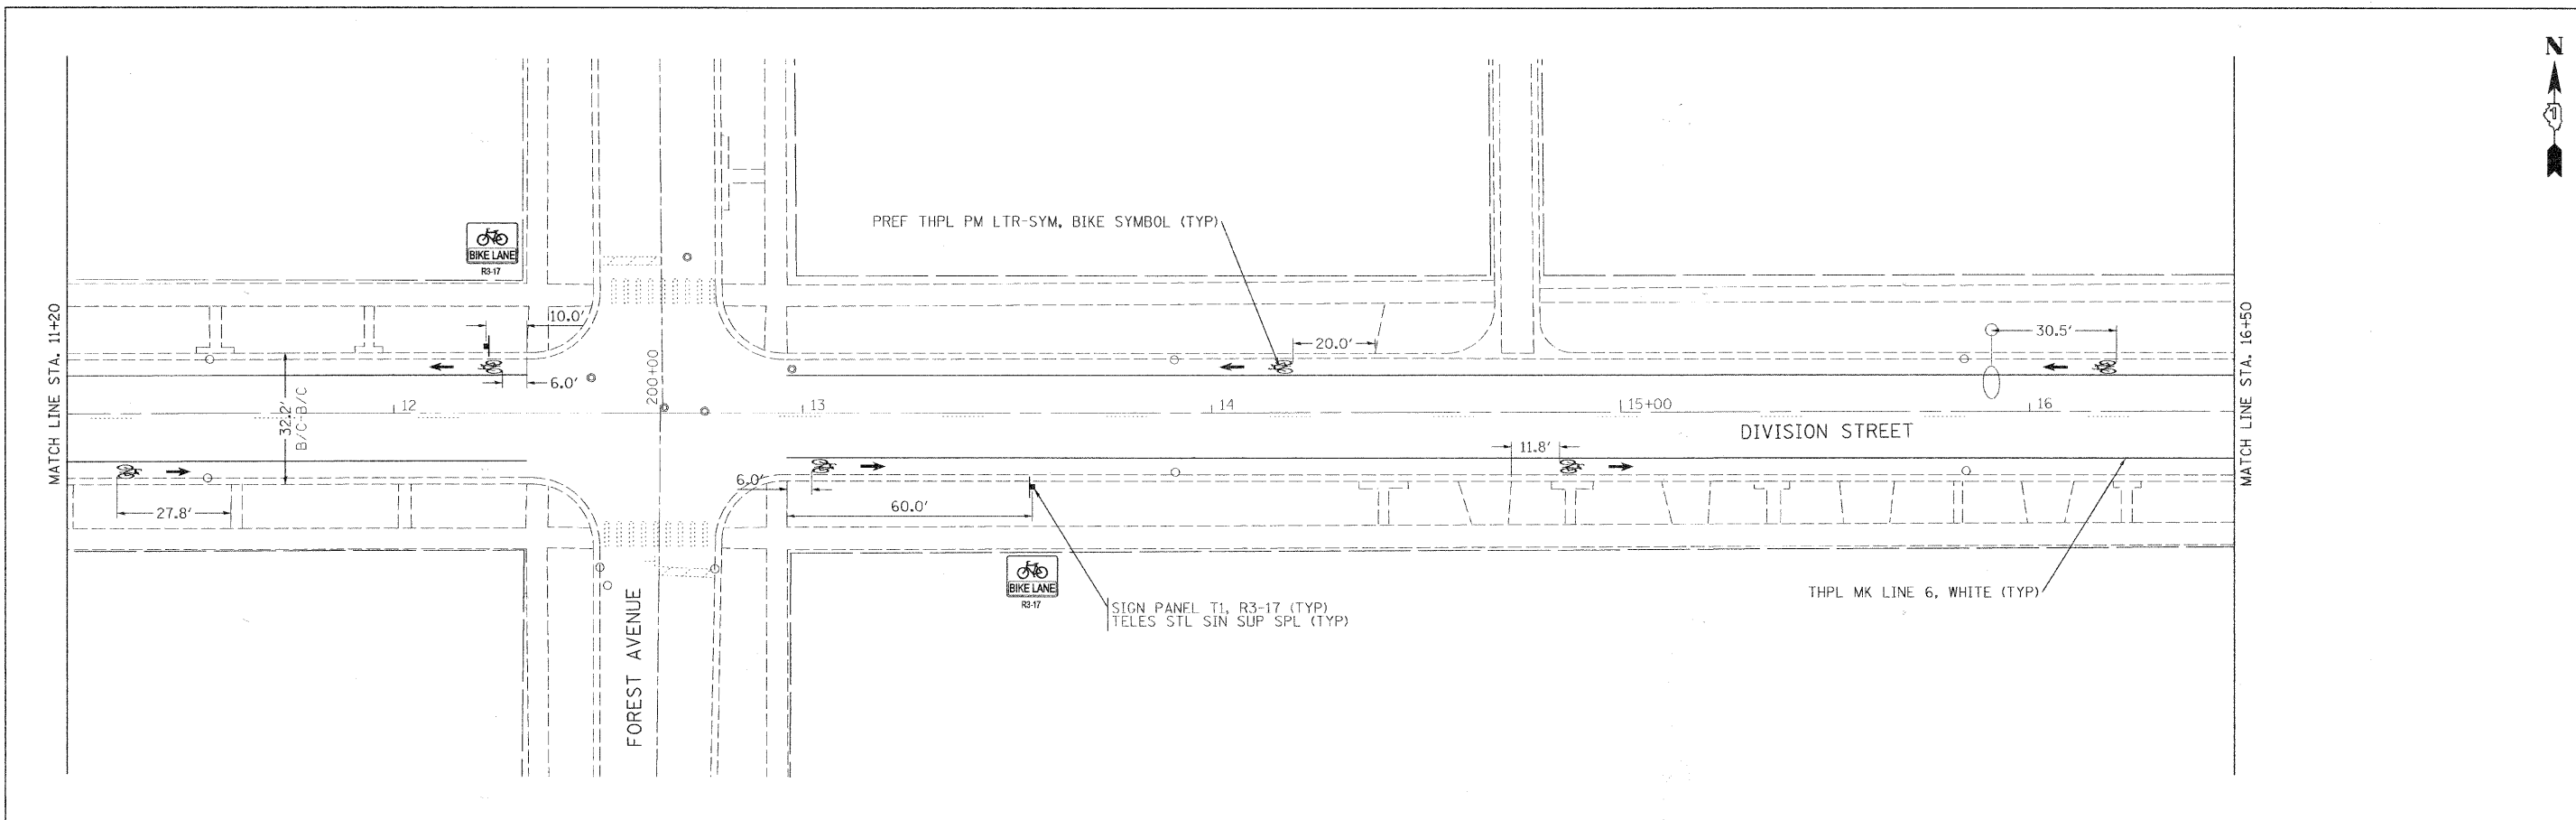 N
1
PREF THPL PM LTR-SYM, BIKE SYMBOL (TYP)
BIKE LANE
R3-17
MATCH LINE STA. 11+20
MATCH LINE STA. 16+50
10.0'
20.0'
30.5'
6.0'
200+00
32.2'
B/C-B/C
12
13
14
15+00
16
DIVISION STREET
11.8'
6.0'
27.8'
60.0'
BIKE LANE
R3-17
FOREST AVENUE
SIGN PANEL T1, R3-17 (TYP)
TELES STL SIN SUP SPL (TYP)
THPL MK LINE 6, WHITE (TYP)